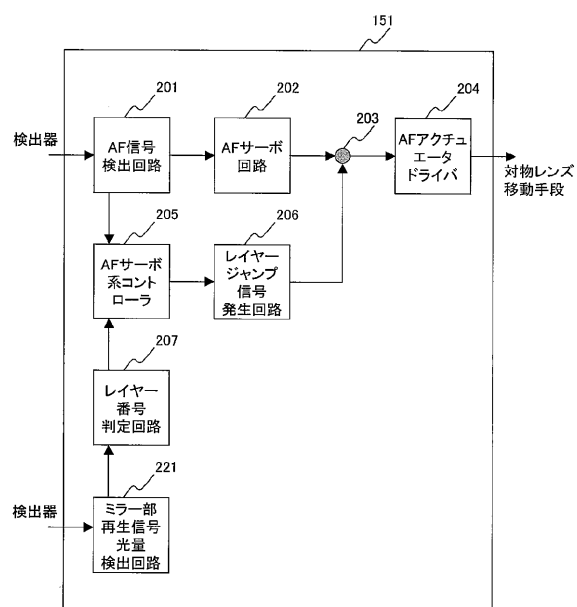 151
201
202
203
204
検出器
AF信号
検出回路
AFサーボ
回路
AFアクチュ
エータ
ドライバ
対物レンズ
移動手段
205
206
AFサーボ
系コント
ローラ
レイヤー
ジャンプ
信号
発生回路
207
レイヤー
番号
判定回路
221
検出器
ミラー部
再生信号
光量
検出回路